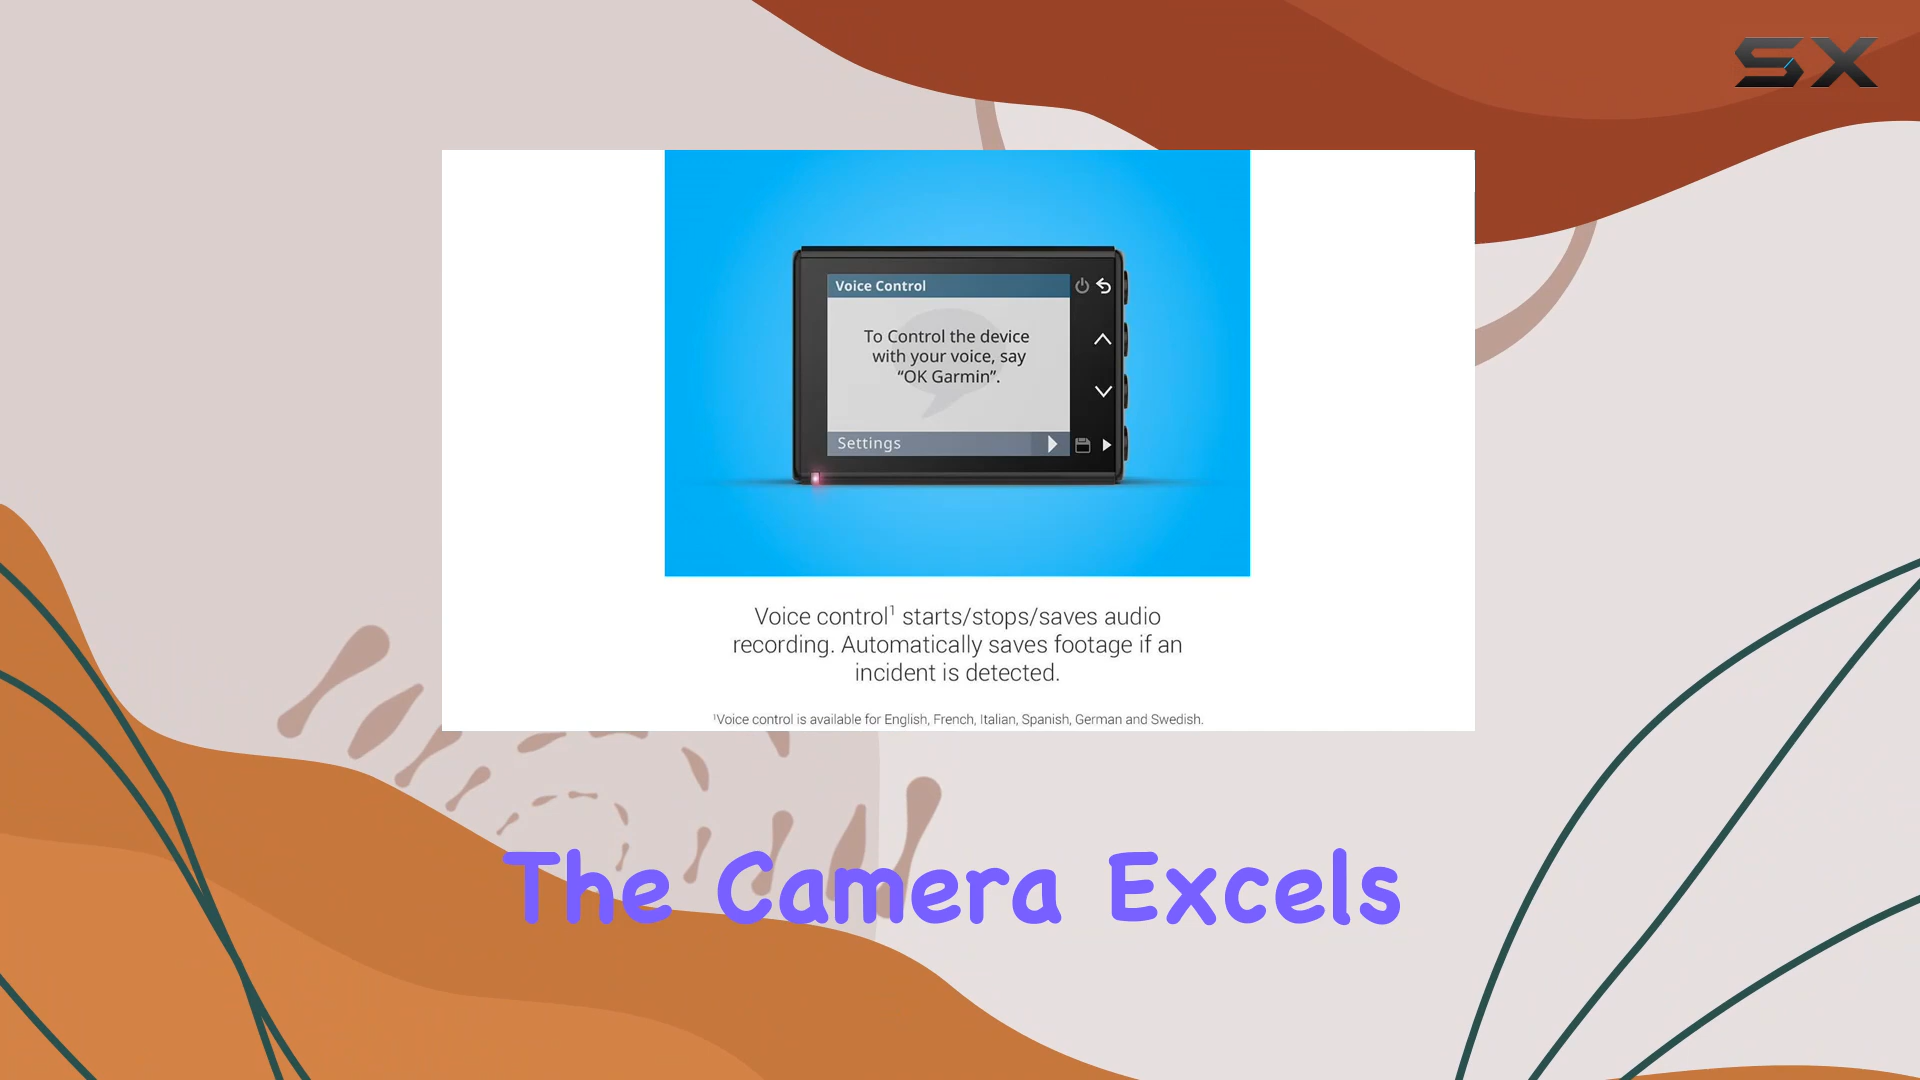 SX
Voice Control
To Control the device
with your voice, say
“OK Garmin”.
Settings
Voice control¹ starts/stops/saves audio
recording. Automatically saves footage if an
incident is detected.
¹Voice control is available for English, French, Italian, Spanish, German and Swedish.
The Camera Excels